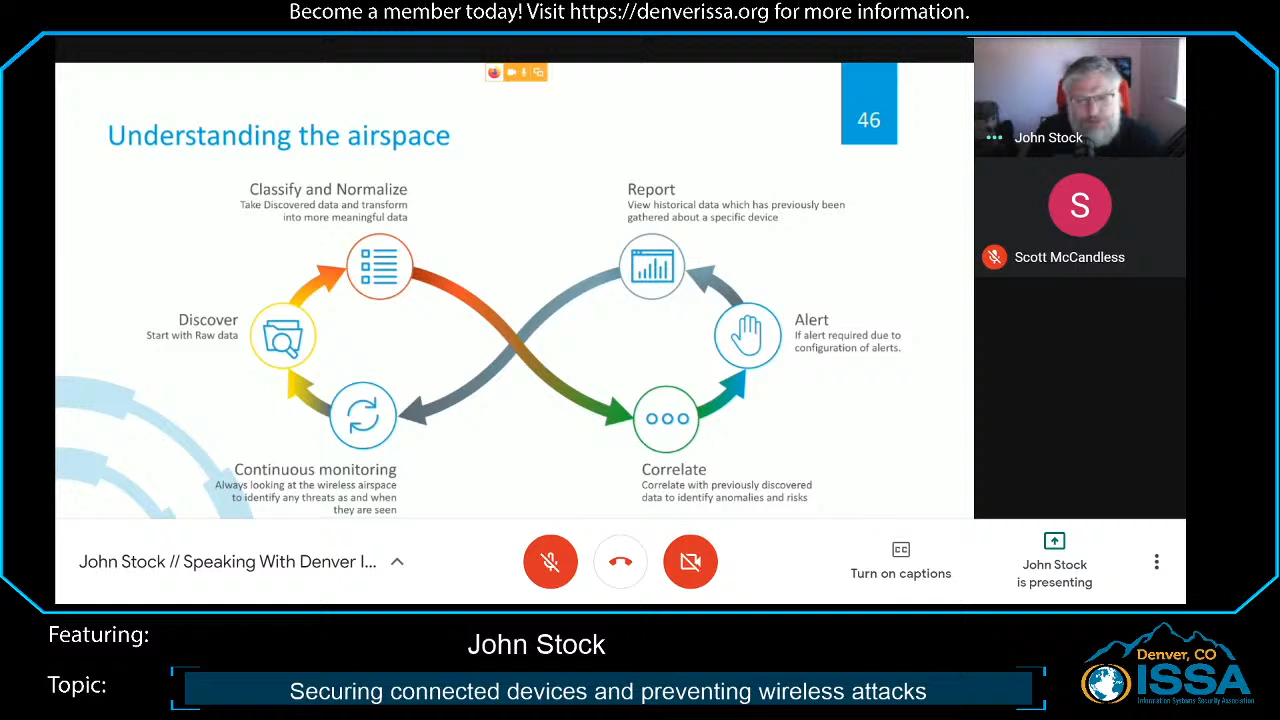 Become a member today! Visit https://denverissa.org for more information.
Understanding the airspace
46
Classify and Normalize
Take Discovered data and transform
into more meaningful data
Report
View historical data which has previously been
gathered about a specific device
Discover
Start with Raw data
Alert
If alert required due to
configuration of alerts.
Continuous monitoring
Always looking at the wireless airspace
to identify any threats as and when
they are seen
Correlate
Correlate with previously discovered
data to identify anomalies and risks
John Stock
S
Scott McCandless
John Stock // Speaking With Denver I...
CC
Turn on captions
John Stock
is presenting
Featuring:
John Stock
Topic:
Securing connected devices and preventing wireless attacks
Denver, CO
ISSA
Information Systems Security Association